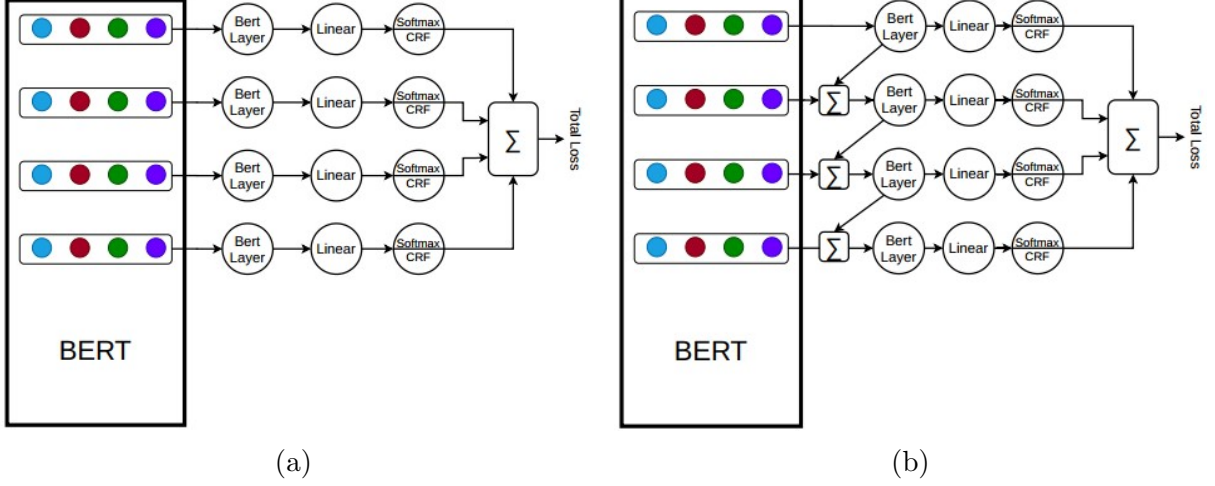 Bert
Layer
Linear
Softmax
CRF
Bert
Layer
Linear
Softmax
CRF
Bert
Layer
Linear
Softmax
CRF
Bert
Layer
Linear
Softmax
CRF
Σ
Total Loss
BERT
(a)
Bert
Layer
Linear
Softmax
CRF
Σ
Bert
Layer
Linear
Softmax
CRF
Σ
Bert
Layer
Linear
Softmax
CRF
Σ
Bert
Layer
Linear
Softmax
CRF
Σ
Total Loss
BERT
(b)